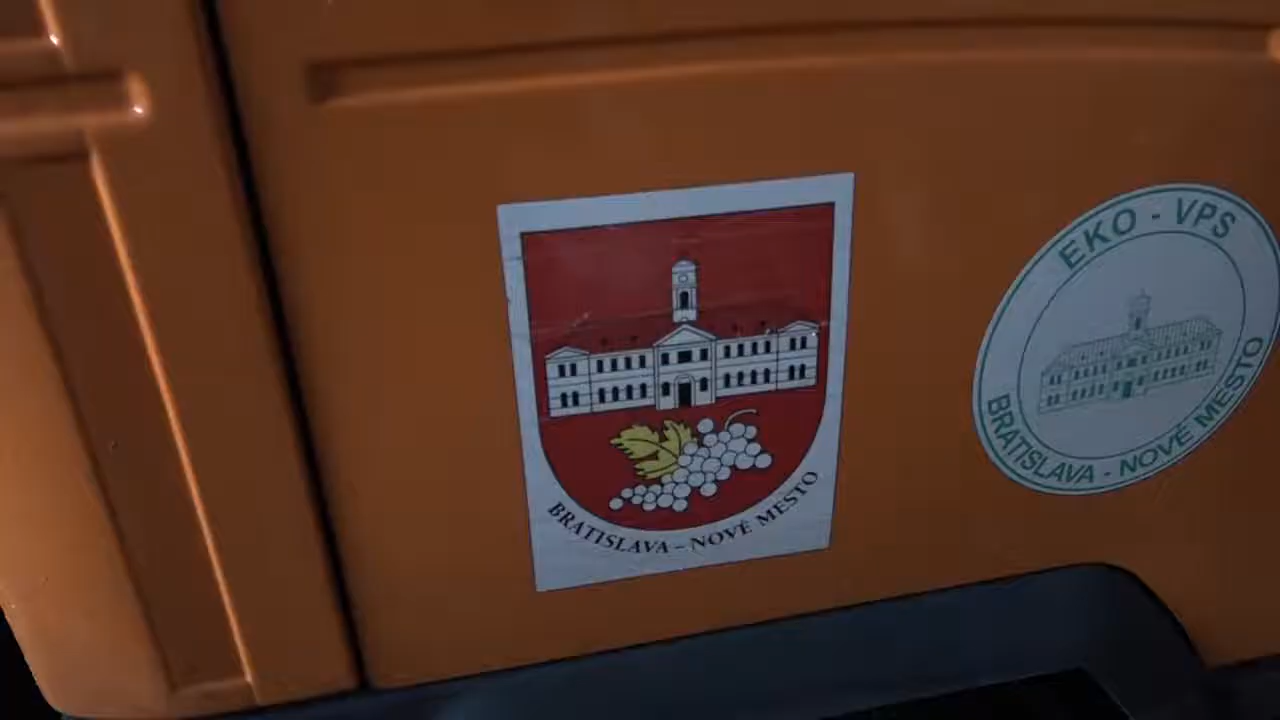 BRATISLAVA – NOVÉ MESTO
EKO - VPS
BRATISLAVA - NOVÉ MESTO